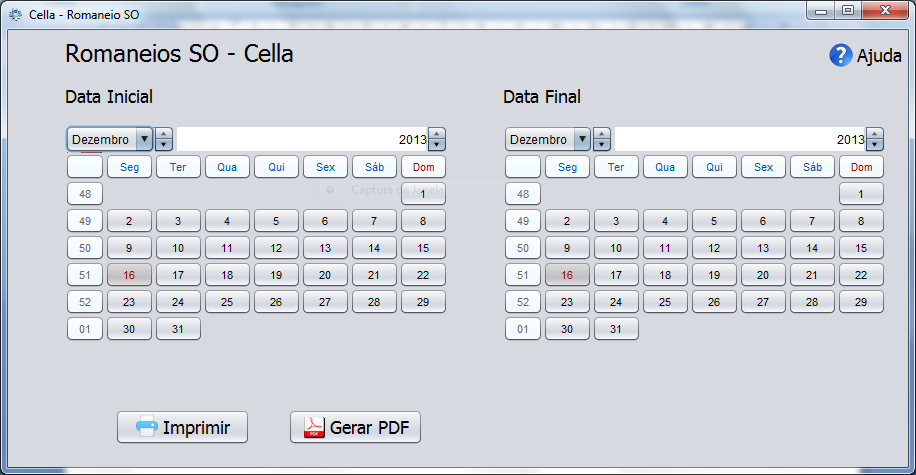 Cella - Romaneio SO
Romaneios SO - Cella
Ajuda
Data Inicial
Dezembro 2013
Seg Ter Qua Qui Sex Sáb Dom
48 1
49 2 3 4 5 6 7 8
50 9 10 11 12 13 14 15
51 16 17 18 19 20 21 22
52 23 24 25 26 27 28 29
01 30 31
Data Final
Dezembro 2013
Seg Ter Qua Qui Sex Sáb Dom
48 1
49 2 3 4 5 6 7 8
50 9 10 11 12 13 14 15
51 16 17 18 19 20 21 22
52 23 24 25 26 27 28 29
01 30 31
Captura de Janela
Imprimir
PDF
Gerar PDF